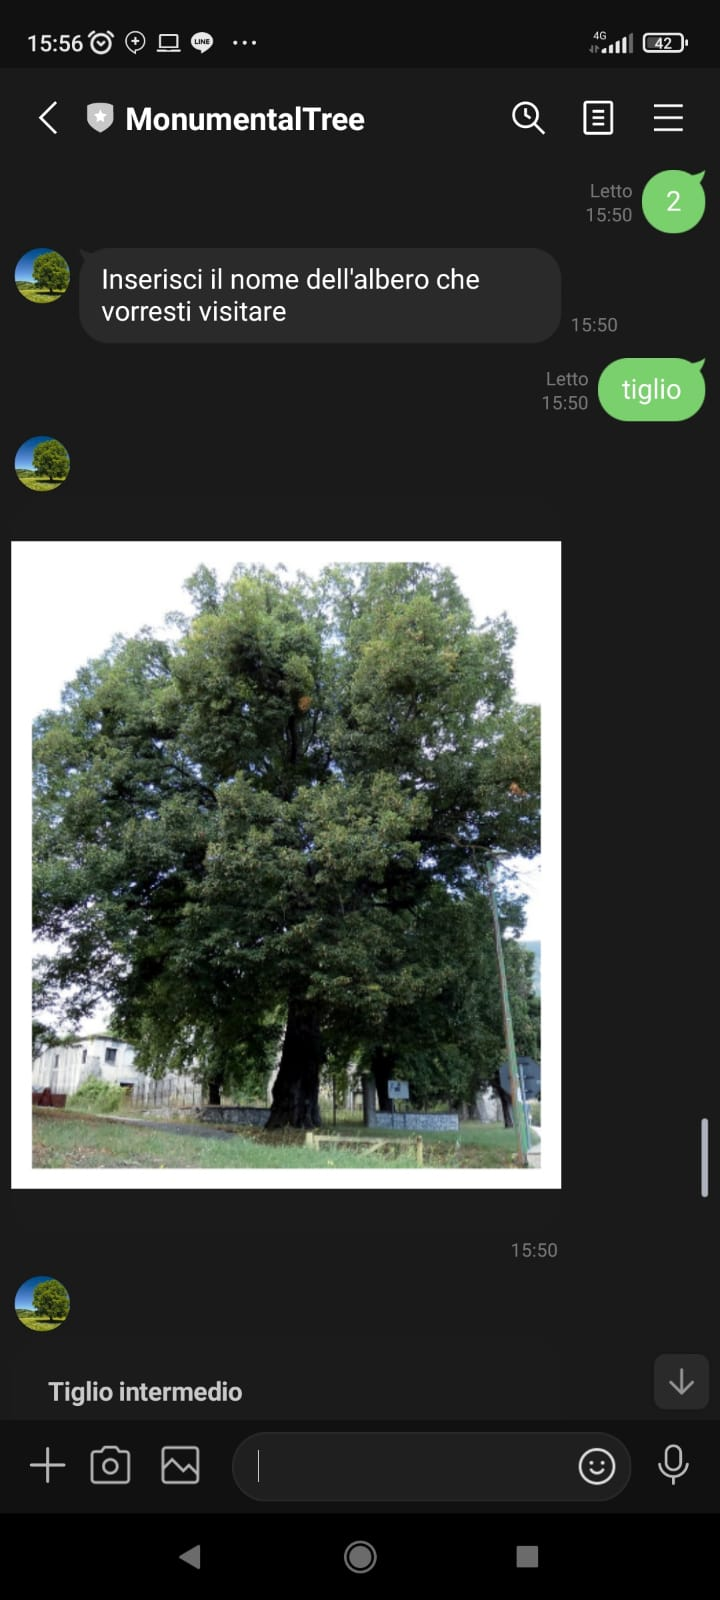 15:56
LINE
4G
42
MonumentalTree
Letto
15:50
2
Inserisci il nome dell'albero che
vorresti visitare
15:50
Letto
15:50
tiglio
15:50
Tiglio intermedio